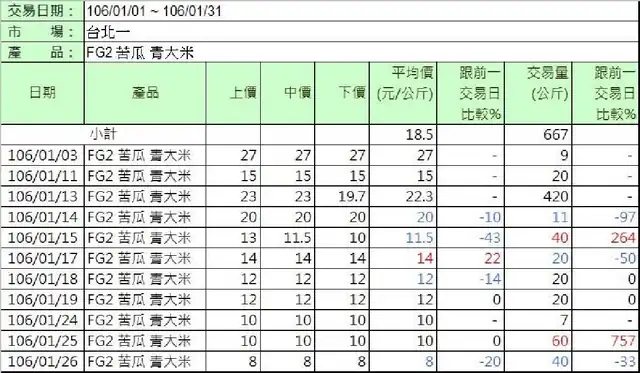 交易日期： 106/01/01 ~ 106/01/31
市　　場： 台北一
產　　品： FG2 苦瓜 青大米
日期 產品 上價 中價 下價 平均價(元/公斤) 跟前一交易日比較% 交易量(公斤) 跟前一交易日比較%
小計 18.5 667
106/01/03 FG2 苦瓜 青大米 27 27 27 27 - 9 -
106/01/11 FG2 苦瓜 青大米 15 15 15 15 - 20 -
106/01/13 FG2 苦瓜 青大米 23 23 19.7 22.3 - 420 -
106/01/14 FG2 苦瓜 青大米 20 20 20 20 -10 11 -97
106/01/15 FG2 苦瓜 青大米 13 11.5 10 11.5 -43 40 264
106/01/17 FG2 苦瓜 青大米 14 14 14 14 22 20 -50
106/01/18 FG2 苦瓜 青大米 12 12 12 12 -14 20 0
106/01/19 FG2 苦瓜 青大米 12 12 12 12 0 20 0
106/01/24 FG2 苦瓜 青大米 10 10 10 10 - 7 -
106/01/25 FG2 苦瓜 青大米 10 10 10 10 0 60 757
106/01/26 FG2 苦瓜 青大米 8 8 8 8 -20 40 -33